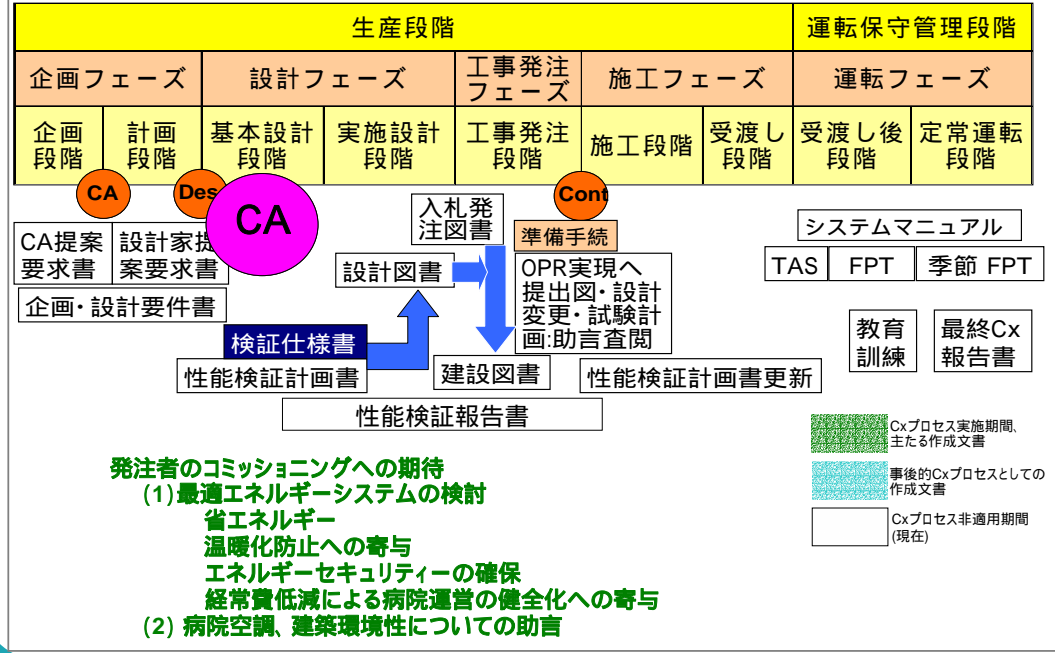 生産段階
運転保守管理段階
企画フェーズ
設計フェーズ
工事発注
フェーズ
施工フェーズ
運転フェーズ
企画
段階
計画
段階
基本設計
段階
実施設計
段階
工事発注
段階
施工段階
受渡し
段階
受渡し後
段階
定常運転
段階
CA
Des
CA
Cont
CA提案
要求書
設計家提
案要求書
企画・設計要件書
入札発
注図書
設計図書
検証仕様書
性能検証計画書
建設図書
性能検証報告書
準備手続
OPR実現へ
提出図・設計
変更・試験計
画:助言査閲
性能検証計画書更新
システムマニュアル
TAS
FPT
季節 FPT
教育
訓練
最終Cx
報告書
Cxプロセス実施期間、
主たる作成文書
事後的Cxプロセスとしての
作成文書
Cxプロセス非適用期間
(現在)
発注者のコミッショニングへの期待
(1)最適エネルギーシステムの検討
省エネルギー
温暖化防止への寄与
エネルギーセキュリティーの確保
経常費低減による病院運営の健全化への寄与
(2) 病院空調、建築環境性についての助言